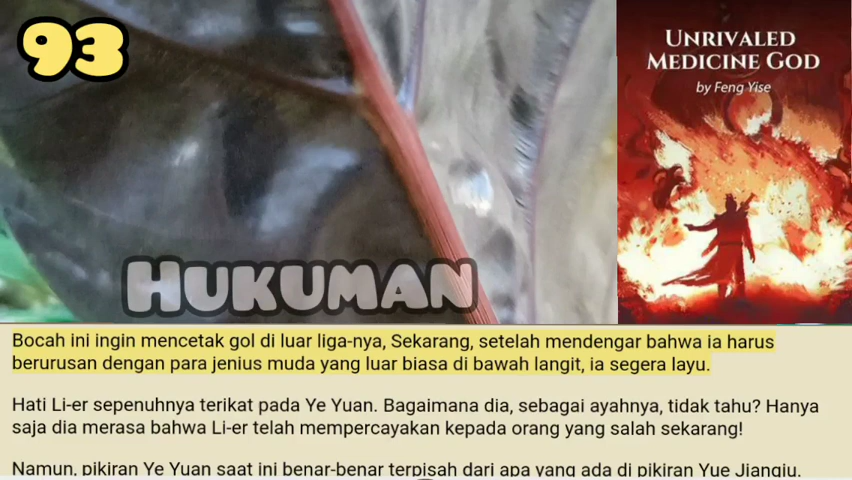 93
UNRIVALED
MEDICINE GOD
by Feng Yise
HUKUMAN
Bocah ini ingin mencetak gol di luar liga-nya, Sekarang, setelah mendengar bahwa ia harus
berurusan dengan para jenius muda yang luar biasa di bawah langit, ia segera layu.
Hati Li-er sepenuhnya terikat pada Ye Yuan. Bagaimana dia, sebagai ayahnya, tidak tahu? Hanya
saja dia merasa bahwa Li-er telah mempercayakan kepada orang yang salah sekarang!
Namun, pikiran Ye Yuan saat ini benar-benar terpisah dari apa yang ada di pikiran Yue Jianqiu.